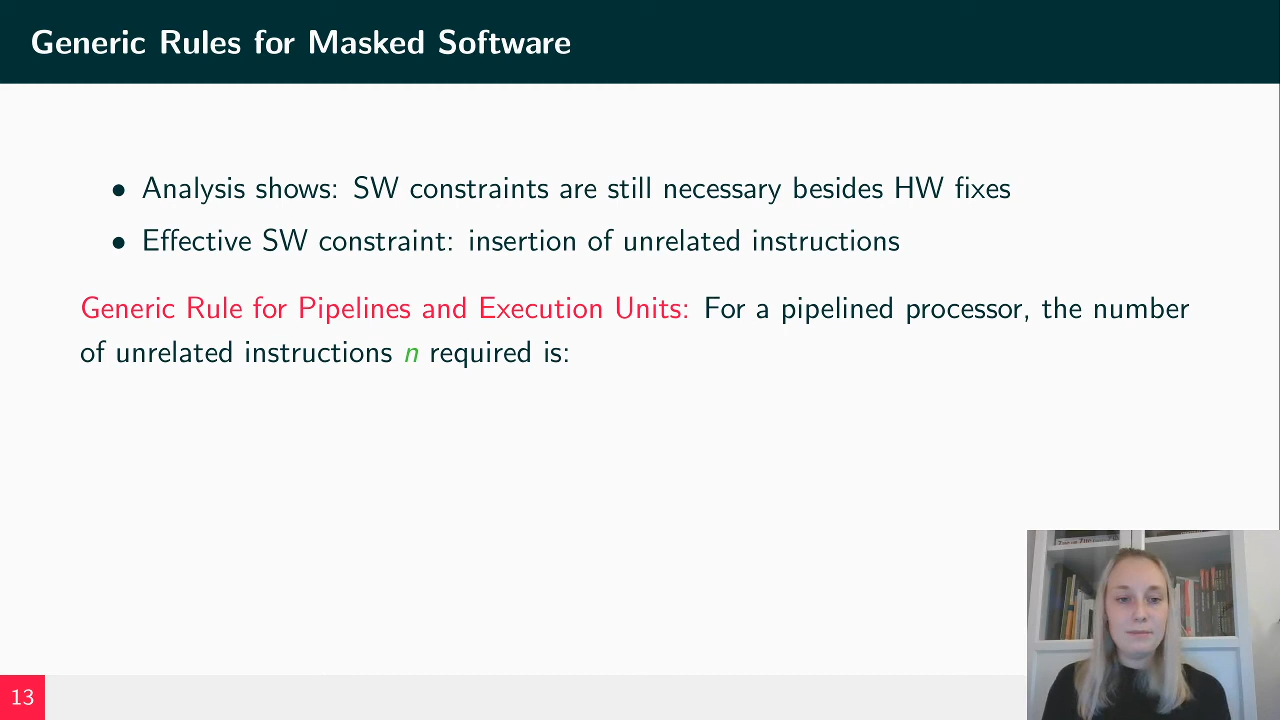 Generic Rules for Masked Software
• Analysis shows: SW constraints are still necessary besides HW fixes
• Effective SW constraint: insertion of unrelated instructions
Generic Rule for Pipelines and Execution Units: For a pipelined processor, the number
of unrelated instructions n required is:
13